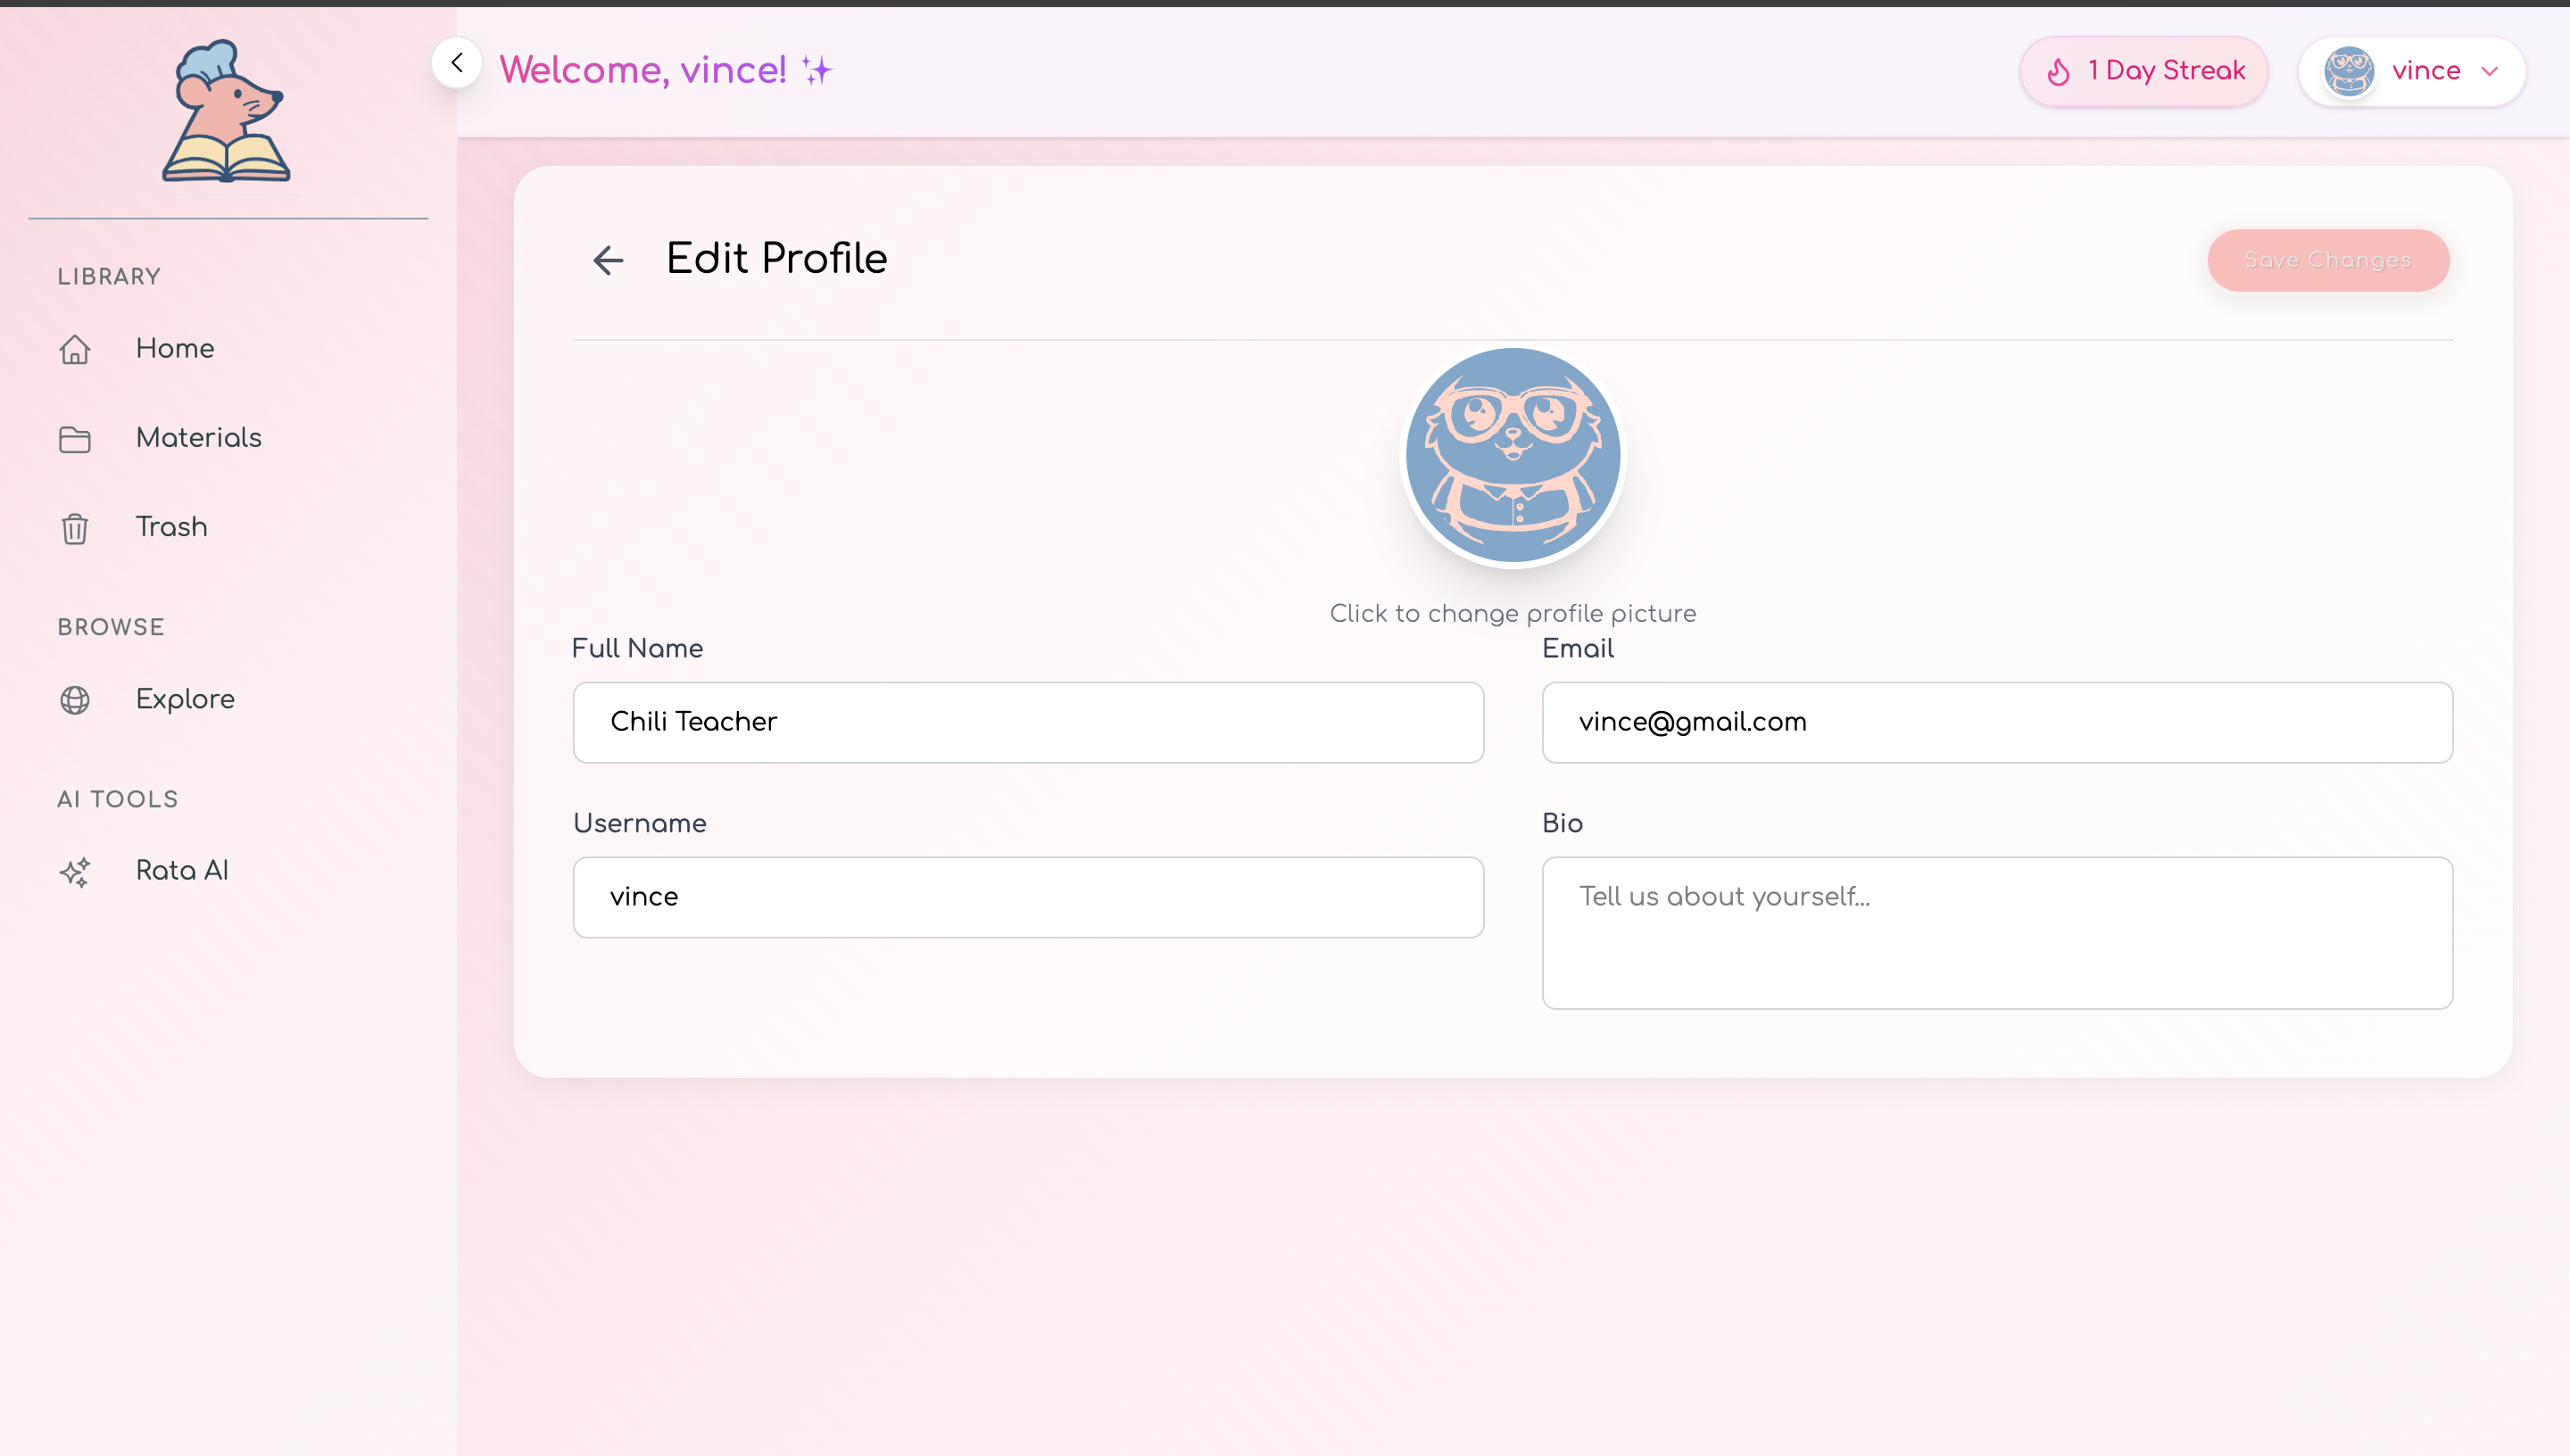 Welcome, vince! ✨
1 Day Streak
vince
LIBRARY
Home
Materials
Trash
BROWSE
Explore
AI TOOLS
Rata AI
Edit Profile
Save Changes
Click to change profile picture
Full Name
Chili Teacher
Email
vince@gmail.com
Username
vince
Bio
Tell us about yourself...